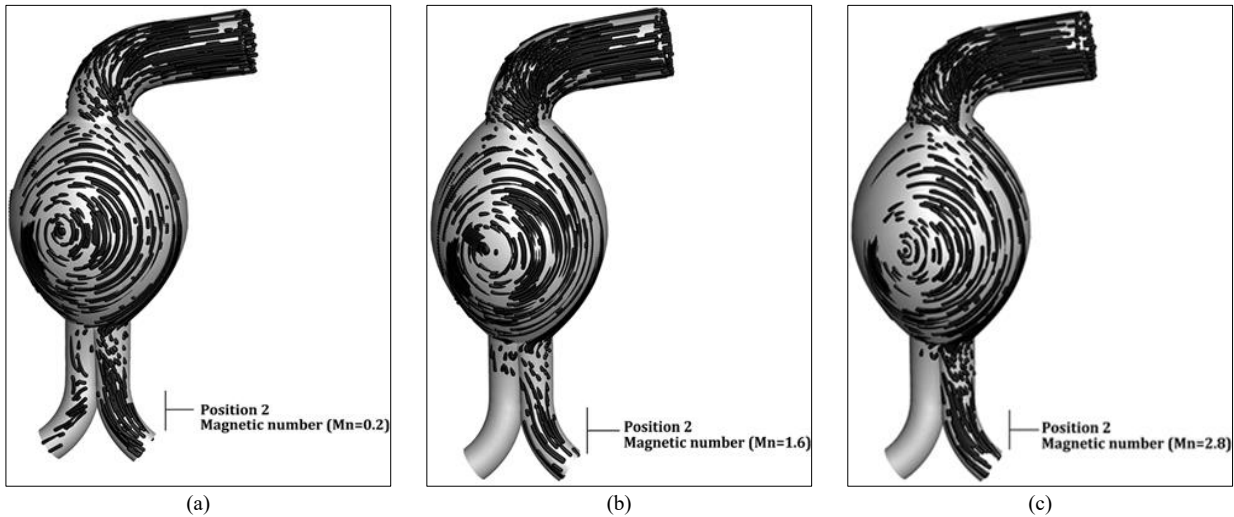 Position 2
Magnetic number (Mn=0.2)
Position 2
Magnetic number (Mn=1.6)
Position 2
Magnetic number (Mn=2.8)
(a)
(b)
(c)